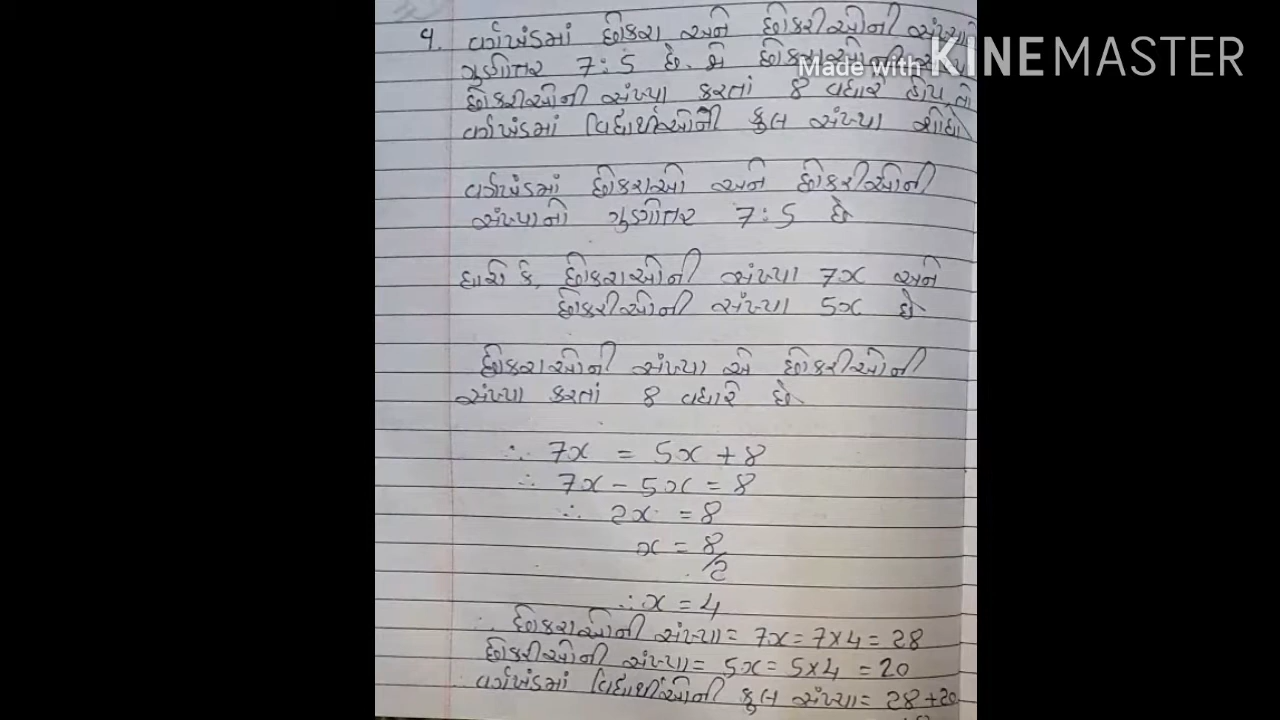 ૧. વર્ગખંડમાં છોકરા અને છોકરીઓની સંખ્યાનો
ગુણોત્તર 7:5 છે. જો છોકરાઓની
Made with KINEMASTER
છોકરીઓની સંખ્યા કરતાં 8 વધારે હોય, તો
વર્ગખંડમાં વિદ્યાર્થીઓની કુલ સંખ્યા શોધો
વર્ગખંડમાં છોકરાઓ અને છોકરીઓની
સંખ્યાનો ગુણોત્તર 7:5 છે
ધારો કે, છોકરાઓની સંખ્યા 7x અને
છોકરીઓની સંખ્યા 5x છે
છોકરાઓની સંખ્યા એ છોકરીઓની
સંખ્યા કરતાં 8 વધારે છે
∴ 7x = 5x + 8
∴ 7x - 5x = 8
∴ 2x = 8
x = 8/2
∴ x = 4
∴ છોકરાઓની સંખ્યા = 7x = 7×4 = 28
છોકરીઓની સંખ્યા = 5x = 5×4 = 20
વર્ગખંડમાં વિદ્યાર્થીઓની કુલ સંખ્યા = 28+20